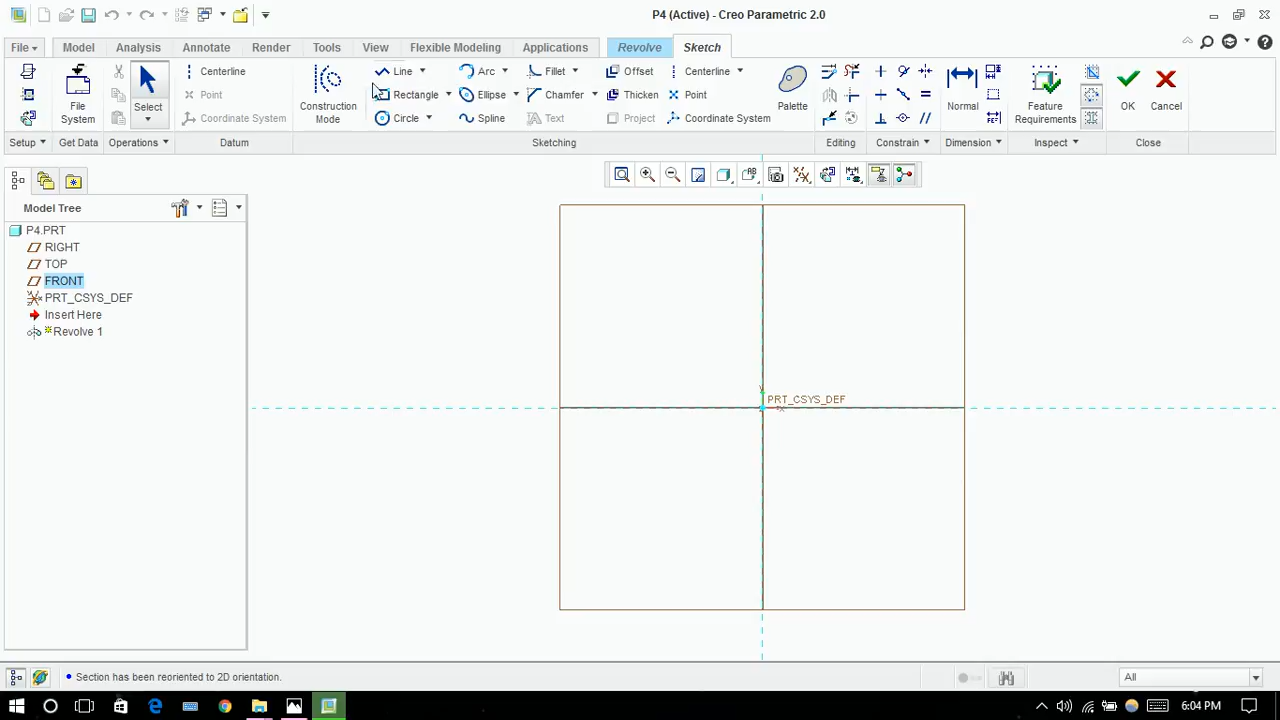 P4 (Active) - Creo Parametric 2.0
File Model Analysis Annotate Render Tools View Flexible Modeling Applications Revolve Sketch
Centerline Line Arc Fillet Offset Centerline
Point Rectangle Ellipse Chamfer Thicken Point
Coordinate System Circle Spline Text Project Coordinate System
File System
Select
Construction Mode
Palette
Normal
Feature Requirements
OK
Cancel
Setup Get Data Operations Datum Sketching Editing Constrain Dimension Inspect Close
Model Tree
P4.PRT
RIGHT
TOP
FRONT
PRT_CSYS_DEF
Insert Here
Revolve 1
PRT_CSYS_DEF
Section has been reoriented to 2D orientation.
All
6:04 PM